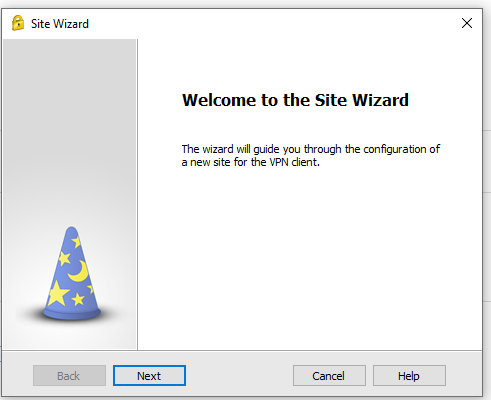 Site Wizard
Welcome to the Site Wizard
The wizard will guide you through the configuration of
a new site for the VPN client.
Back
Next
Cancel
Help